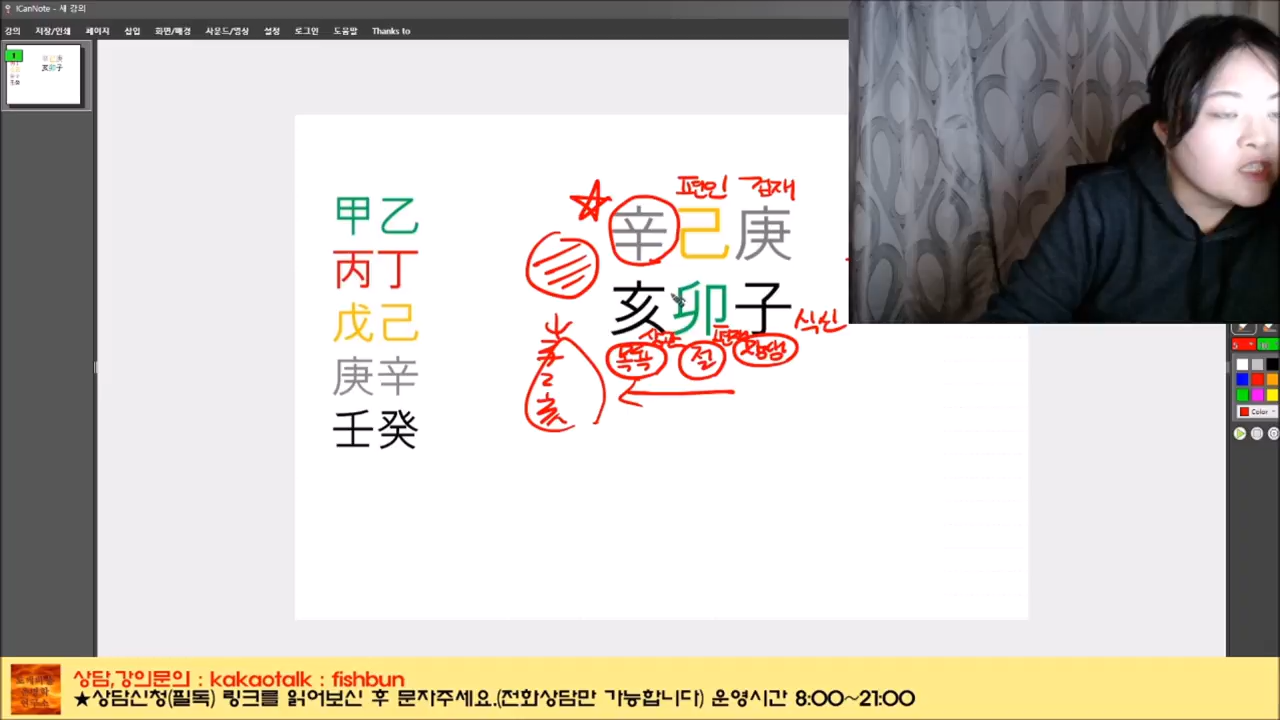 ICanNote - 새 강의
강의 저장/인쇄 페이지 삽입 화면/배경 사운드/영상 설정 로그인 도움말 Thanks to
1
편인 겁재
甲乙 辛己庚
丙丁 亥卯子 식신
戊己 목욕 절 장생
庚辛 亥
壬癸
Color
상담,강의문의 : kakaotalk : fishbun
★상담신청(필독) 링크를 읽어보신 후 문자주세요.(전화상담만 가능합니다) 운영시간 8:00~21:00